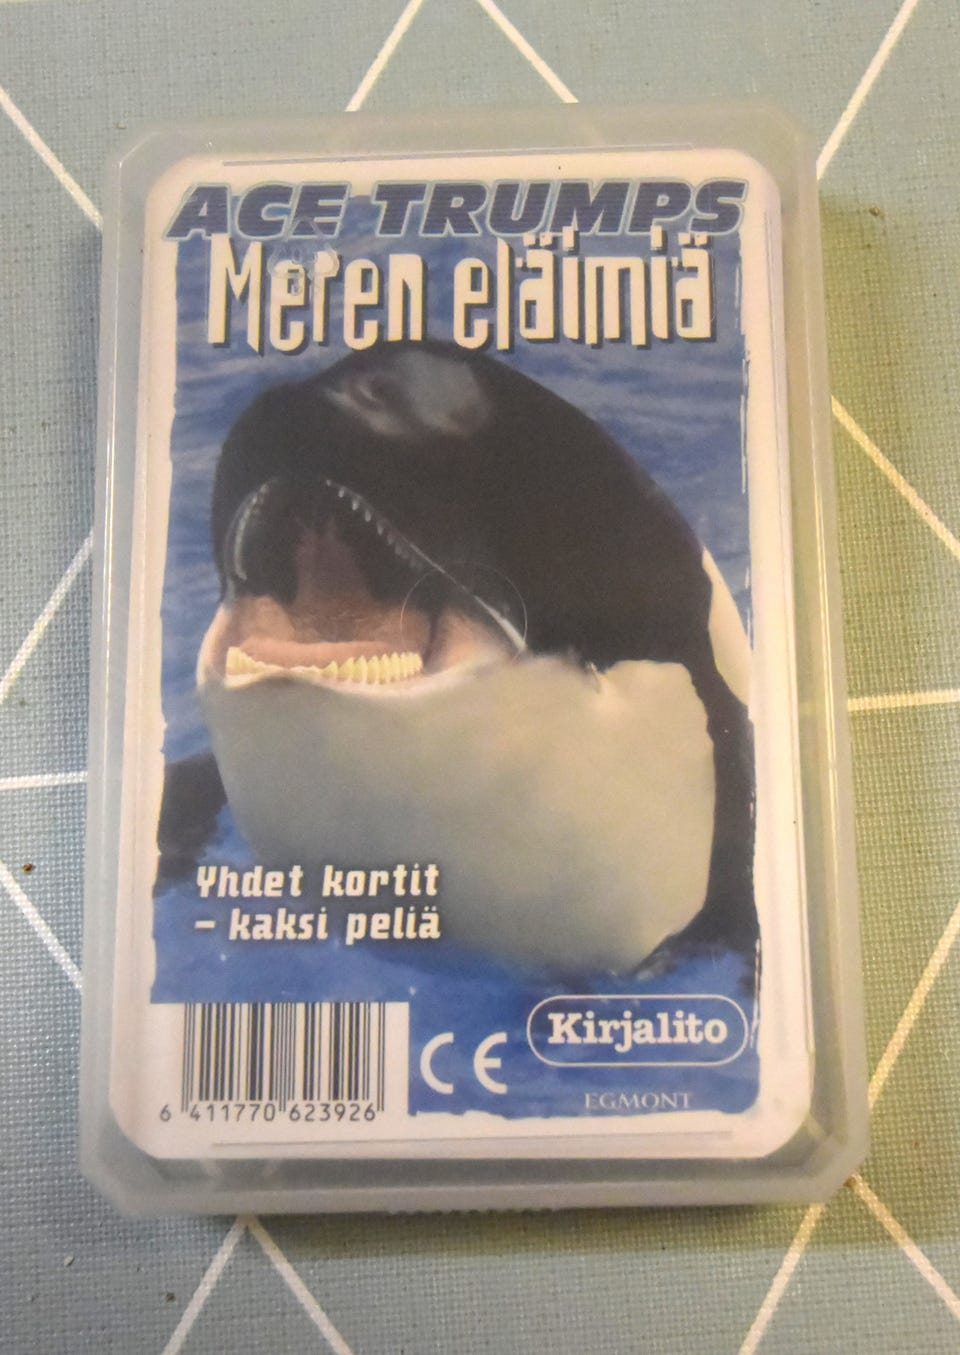 ACE TRUMPS
Meren eläimiä
Yhdet kortit
– kaksi peliä
Kirjalito
CE
EGMONT
6 411770 623926